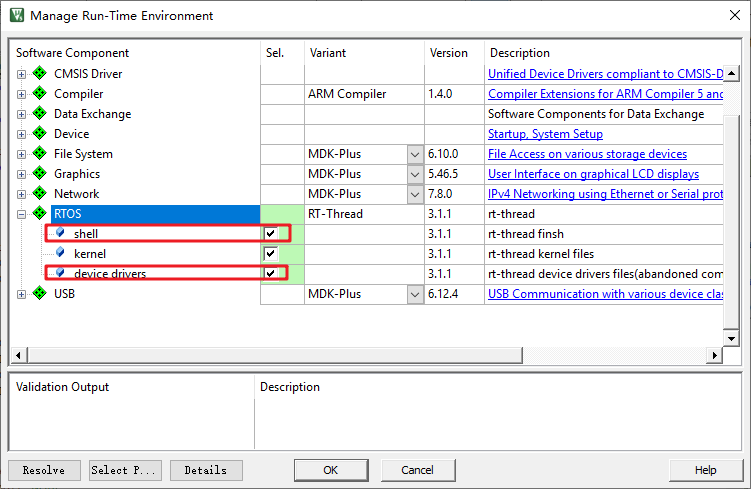 Manage Run-Time Environment
Software Component Sel. Variant Version Description
CMSIS Driver Unified Device Drivers compliant to CMSIS-D
Compiler ARM Compiler 1.4.0 Compiler Extensions for ARM Compiler 5 and
Data Exchange Software Components for Data Exchange
Device Startup, System Setup
File System MDK-Plus 6.10.0 File Access on various storage devices
Graphics MDK-Plus 5.46.5 User Interface on graphical LCD displays
Network MDK-Plus 7.8.0 IPv4 Networking using Ethernet or Serial prot
RTOS RT-Thread 3.1.1 rt-thread
shell 3.1.1 rt-thread finsh
kernel 3.1.1 rt-thread kernel files
device drivers 3.1.1 rt-thread device drivers files(abandoned com
USB MDK-Plus 6.12.4 USB Communication with various device clas
Validation Output Description
Resolve Select P... Details OK Cancel Help